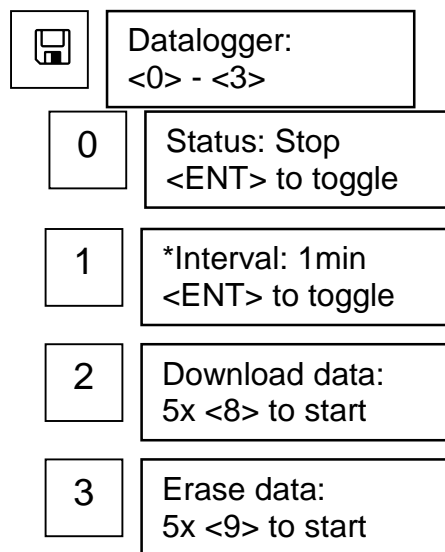 Datalogger:
<0> - <3>
0
Status: Stop
<ENT> to toggle
1
*Interval: 1min
<ENT> to toggle
2
Download data:
5x <8> to start
3
Erase data:
5x <9> to start